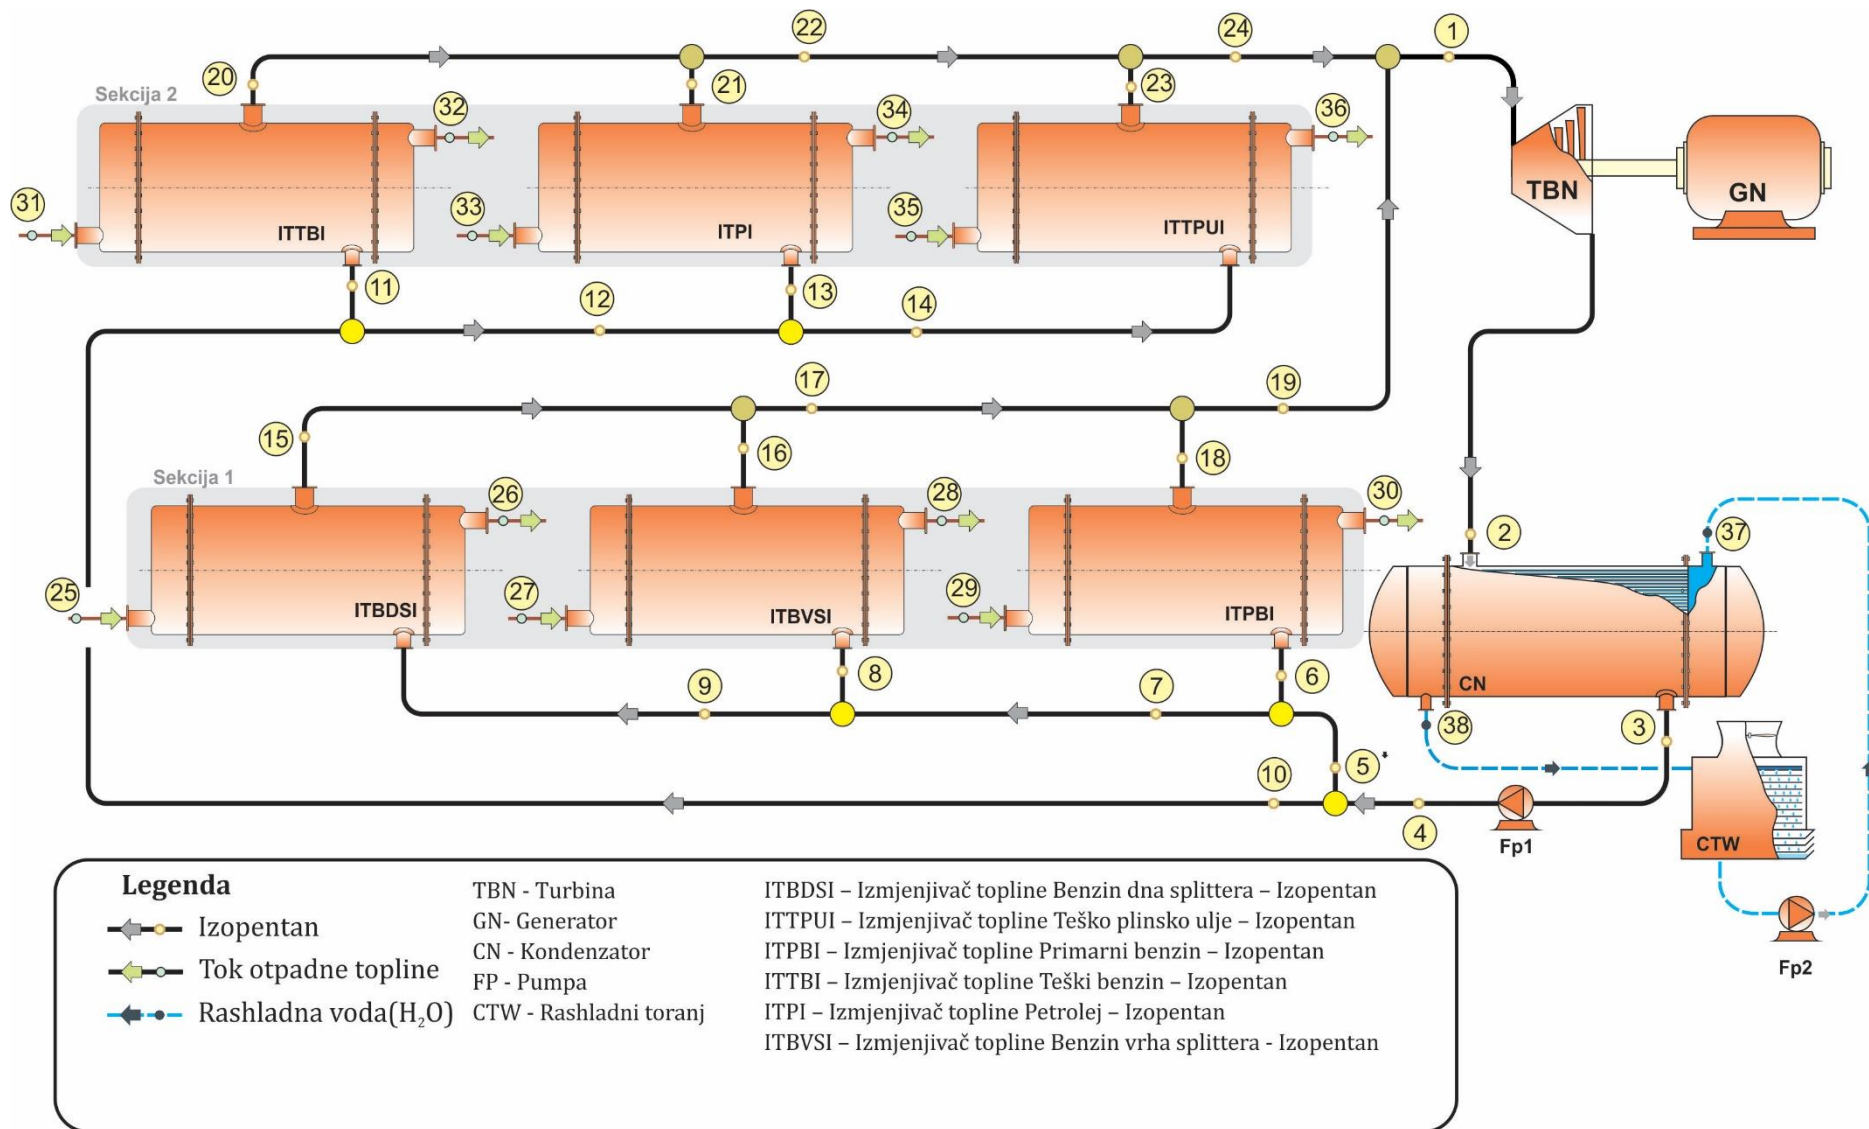 22
24
1
20
21
23
Sekcija 2
32
34
36
31
33
35
ITTBI
ITPI
ITTPUI
TBN
GN
11
12
13
14
17
19
15
16
18
Sekcija 1
26
28
30
2
37
25
27
29
ITBDSI
ITBVSI
ITPBI
9
8
7
6
CN
38
3
10
5
4
Fp1
CTW
Fp2
Legenda
Izopentan
Tok otpadne topline
Rashladna voda(H₂O)
TBN - Turbina
GN- Generator
CN - Kondenzator
FP - Pumpa
CTW - Rashladni toranj
ITBDSI – Izmjenjivač topline Benzin dna splittera – Izopentan
ITTPUI – Izmjenjivač topline Teško plinsko ulje – Izopentan
ITPBI – Izmjenjivač topline Primarni benzin – Izopentan
ITTBI – Izmjenjivač topline Teški benzin – Izopentan
ITPI – Izmjenjivač topline Petrolej – Izopentan
ITBVSI – Izmjenjivač topline Benzin vrha splittera - Izopentan